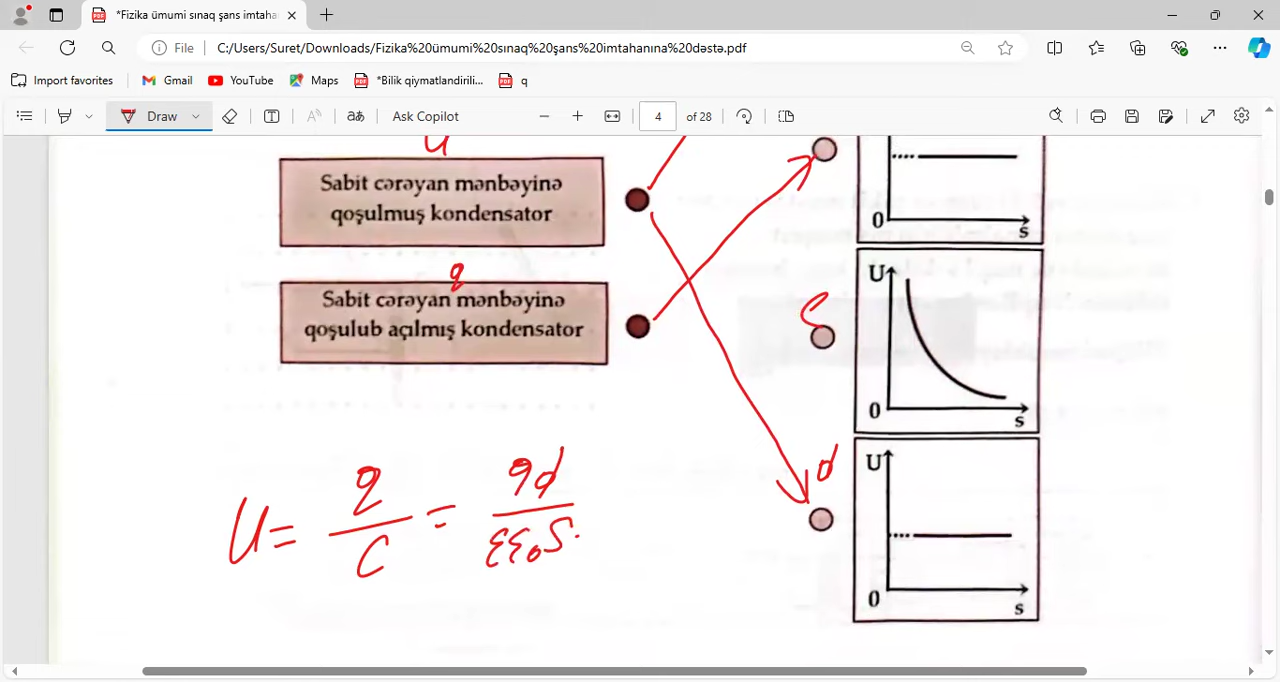 *Fizika ümumi sınaq şans imtaha
File
C:/Users/Suret/Downloads/Fizika%20ümumi%20sınaq%20şans%20imtahanına%20dəstə.pdf
Import favorites
Gmail
YouTube
Maps
*Bilik qiymatlandirili...
q
Draw
Ask Copilot
4 of 28
u
Sabit cərəyan mənbəyinə
qoşulmuş kondensator
0
s
q
Sabit cərəyan mənbəyinə
qoşulub açılmış kondensator
U
S
0
s
U = q/C = qd/εε₀S
d
U
0
s